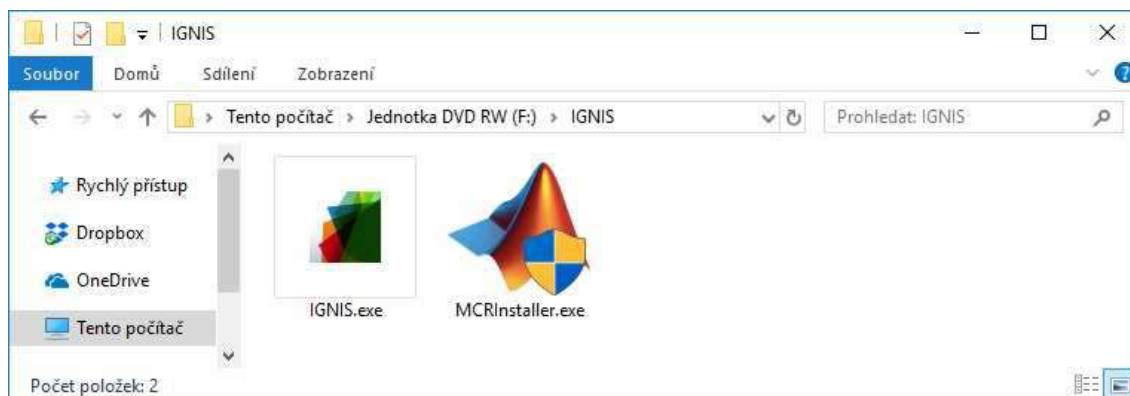 IGNIS
Soubor Domů Sdílení Zobrazení
Tento počítač Jednotka DVD RW (F:) IGNIS Prohledat: IGNIS
Rychlý přístup
Dropbox
OneDrive
Tento počítač
IGNIS.exe MCRInstaller.exe
Počet položek: 2